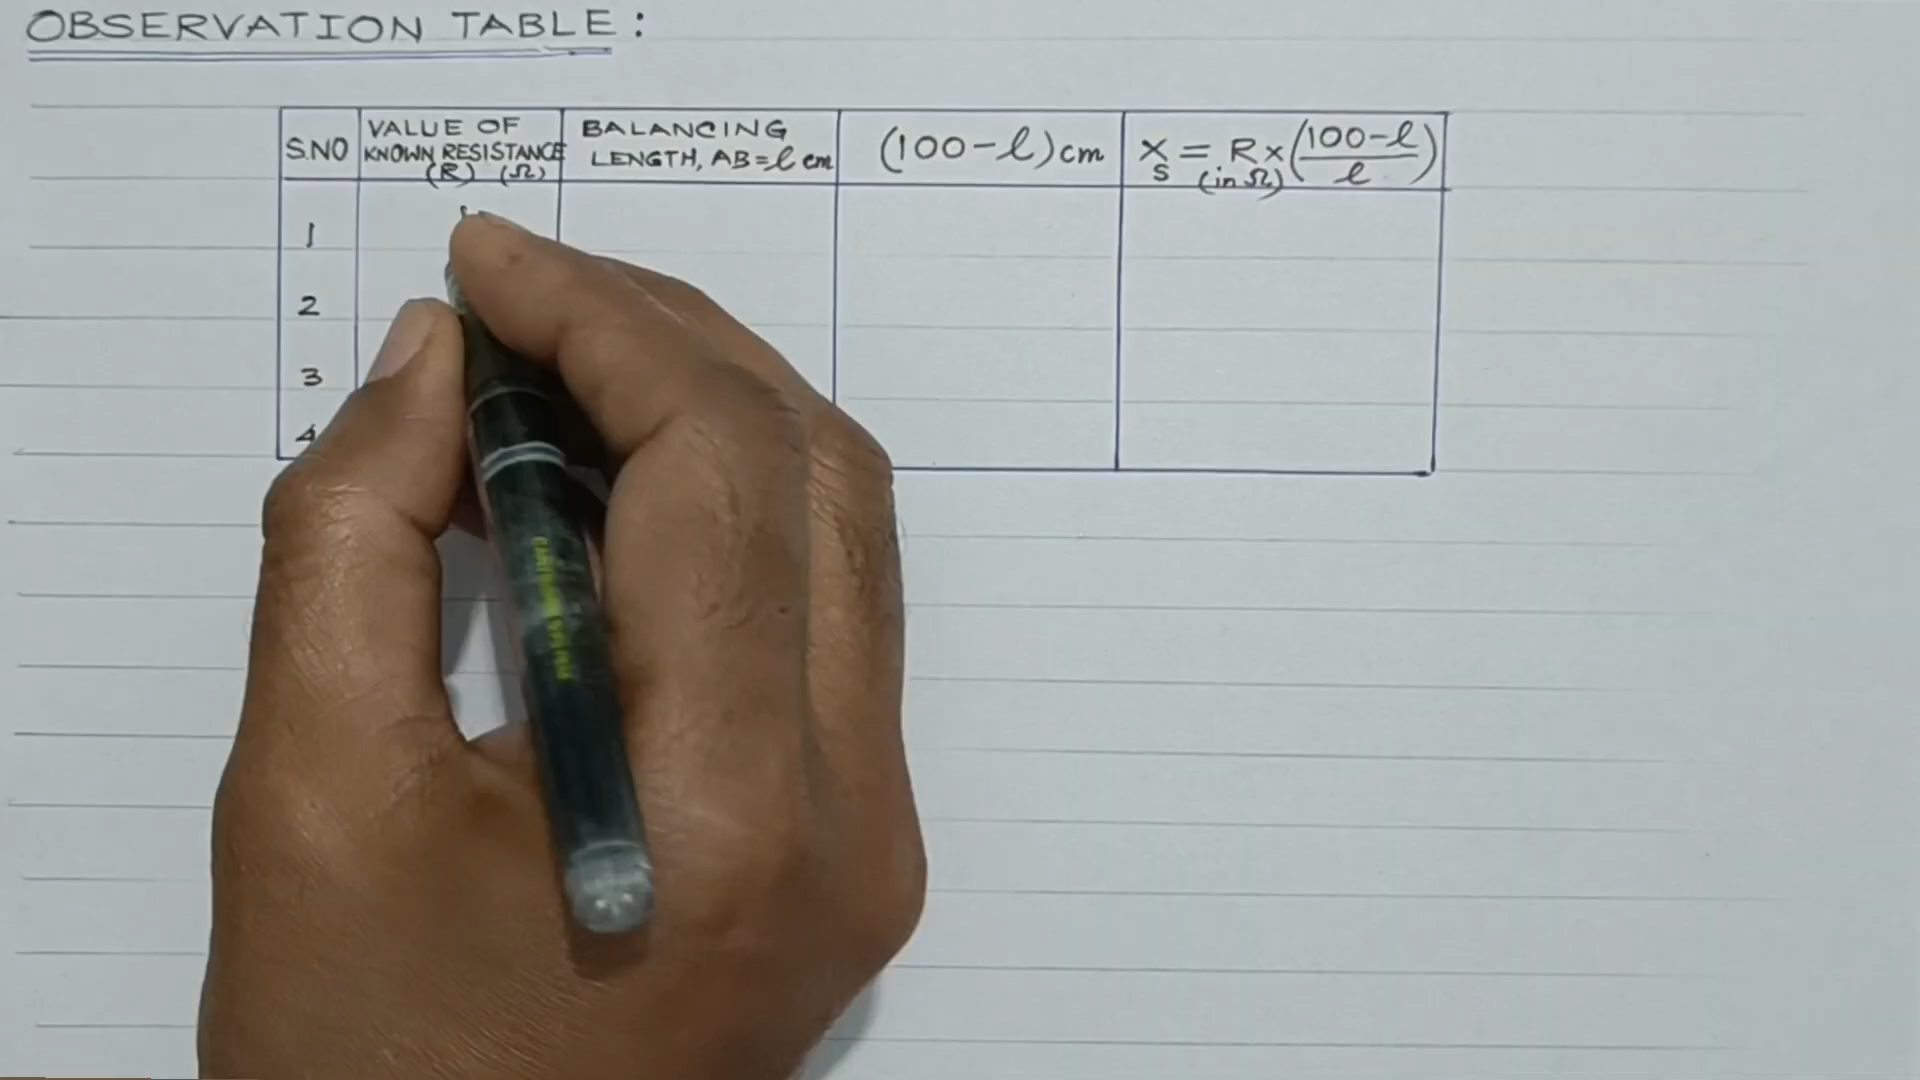 OBSERVATION TABLE :
S.NO
VALUE OF
KNOWN RESISTANCE
(R) (Ω)
BALANCING
LENGTH, AB = l cm
(100-l) cm
X = R x (100-l / l)
S (in Ω)
1
2
3
4